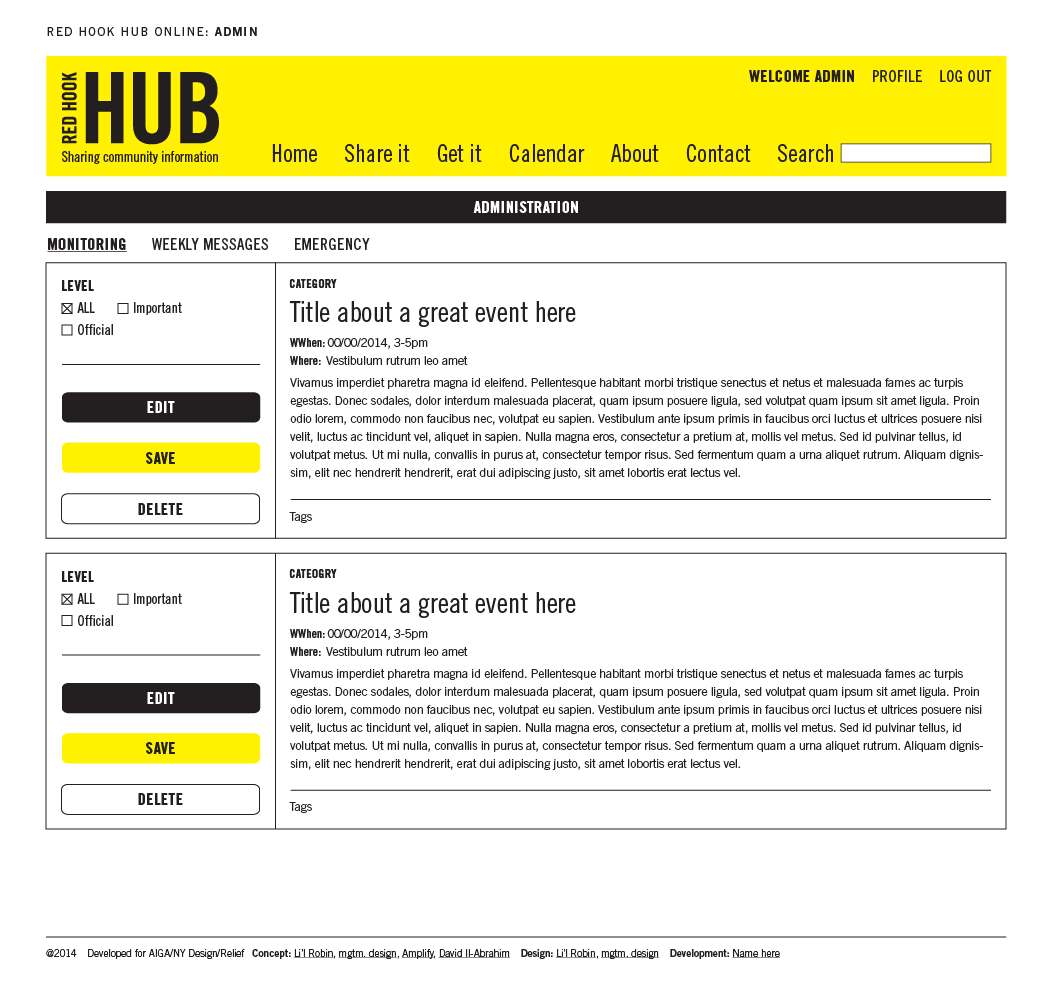 RED HOOK HUB ONLINE: ADMIN
WELCOME ADMIN PROFILE LOG OUT
RED HOOK
HUB
Sharing community information
Home Share it Get it Calendar About Contact Search
ADMINISTRATION
MONITORING WEEKLY MESSAGES EMERGENCY
LEVEL
ALL Important
Official
EDIT
SAVE
DELETE
CATEGORY
Title about a great event here
WWhen: 00/00/2014, 3-5pm
Where: Vestibulum rutrum leo amet
Vivamus imperdiet pharetra magna id eleifend. Pellentesque habitant morbi tristique senectus et netus et malesuada fames ac turpis
egestas. Donec sodales, dolor interdum malesuada placerat, quam ipsum posuere ligula, sed volutpat quam ipsum sit amet ligula. Proin
odio lorem, commodo non faucibus nec, volutpat eu sapien. Vestibulum ante ipsum primis in faucibus orci luctus et ultrices posuere nisi
velit, luctus ac tincidunt vel, aliquet in sapien. Nulla magna eros, consectetur a pretium at, mollis vel metus. Sed id pulvinar tellus, id
volutpat metus. Ut mi nulla, convallis in purus at, consectetur tempor risus. Sed fermentum quam a urna aliquet rutrum. Aliquam dignis-
sim, elit nec hendrerit hendrerit, erat dui adipiscing justo, sit amet lobortis erat lectus vel.
Tags
LEVEL
ALL Important
Official
EDIT
SAVE
DELETE
CATEOGRY
Title about a great event here
WWhen: 00/00/2014, 3-5pm
Where: Vestibulum rutrum leo amet
Vivamus imperdiet pharetra magna id eleifend. Pellentesque habitant morbi tristique senectus et netus et malesuada fames ac turpis
egestas. Donec sodales, dolor interdum malesuada placerat, quam ipsum posuere ligula, sed volutpat quam ipsum sit amet ligula. Proin
odio lorem, commodo non faucibus nec, volutpat eu sapien. Vestibulum ante ipsum primis in faucibus orci luctus et ultrices posuere nisi
velit, luctus ac tincidunt vel, aliquet in sapien. Nulla magna eros, consectetur a pretium at, mollis vel metus. Sed id pulvinar tellus, id
volutpat metus. Ut mi nulla, convallis in purus at, consectetur tempor risus. Sed fermentum quam a urna aliquet rutrum. Aliquam dignis-
sim, elit nec hendrerit hendrerit, erat dui adipiscing justo, sit amet lobortis erat lectus vel.
Tags
@2014 Developed for AIGA/NY Design/Relief Concept: Li'l Robin, mgtm. design, Amplify, David II-Abrahim Design: Li'l Robin, mgtm. design Development: Name here